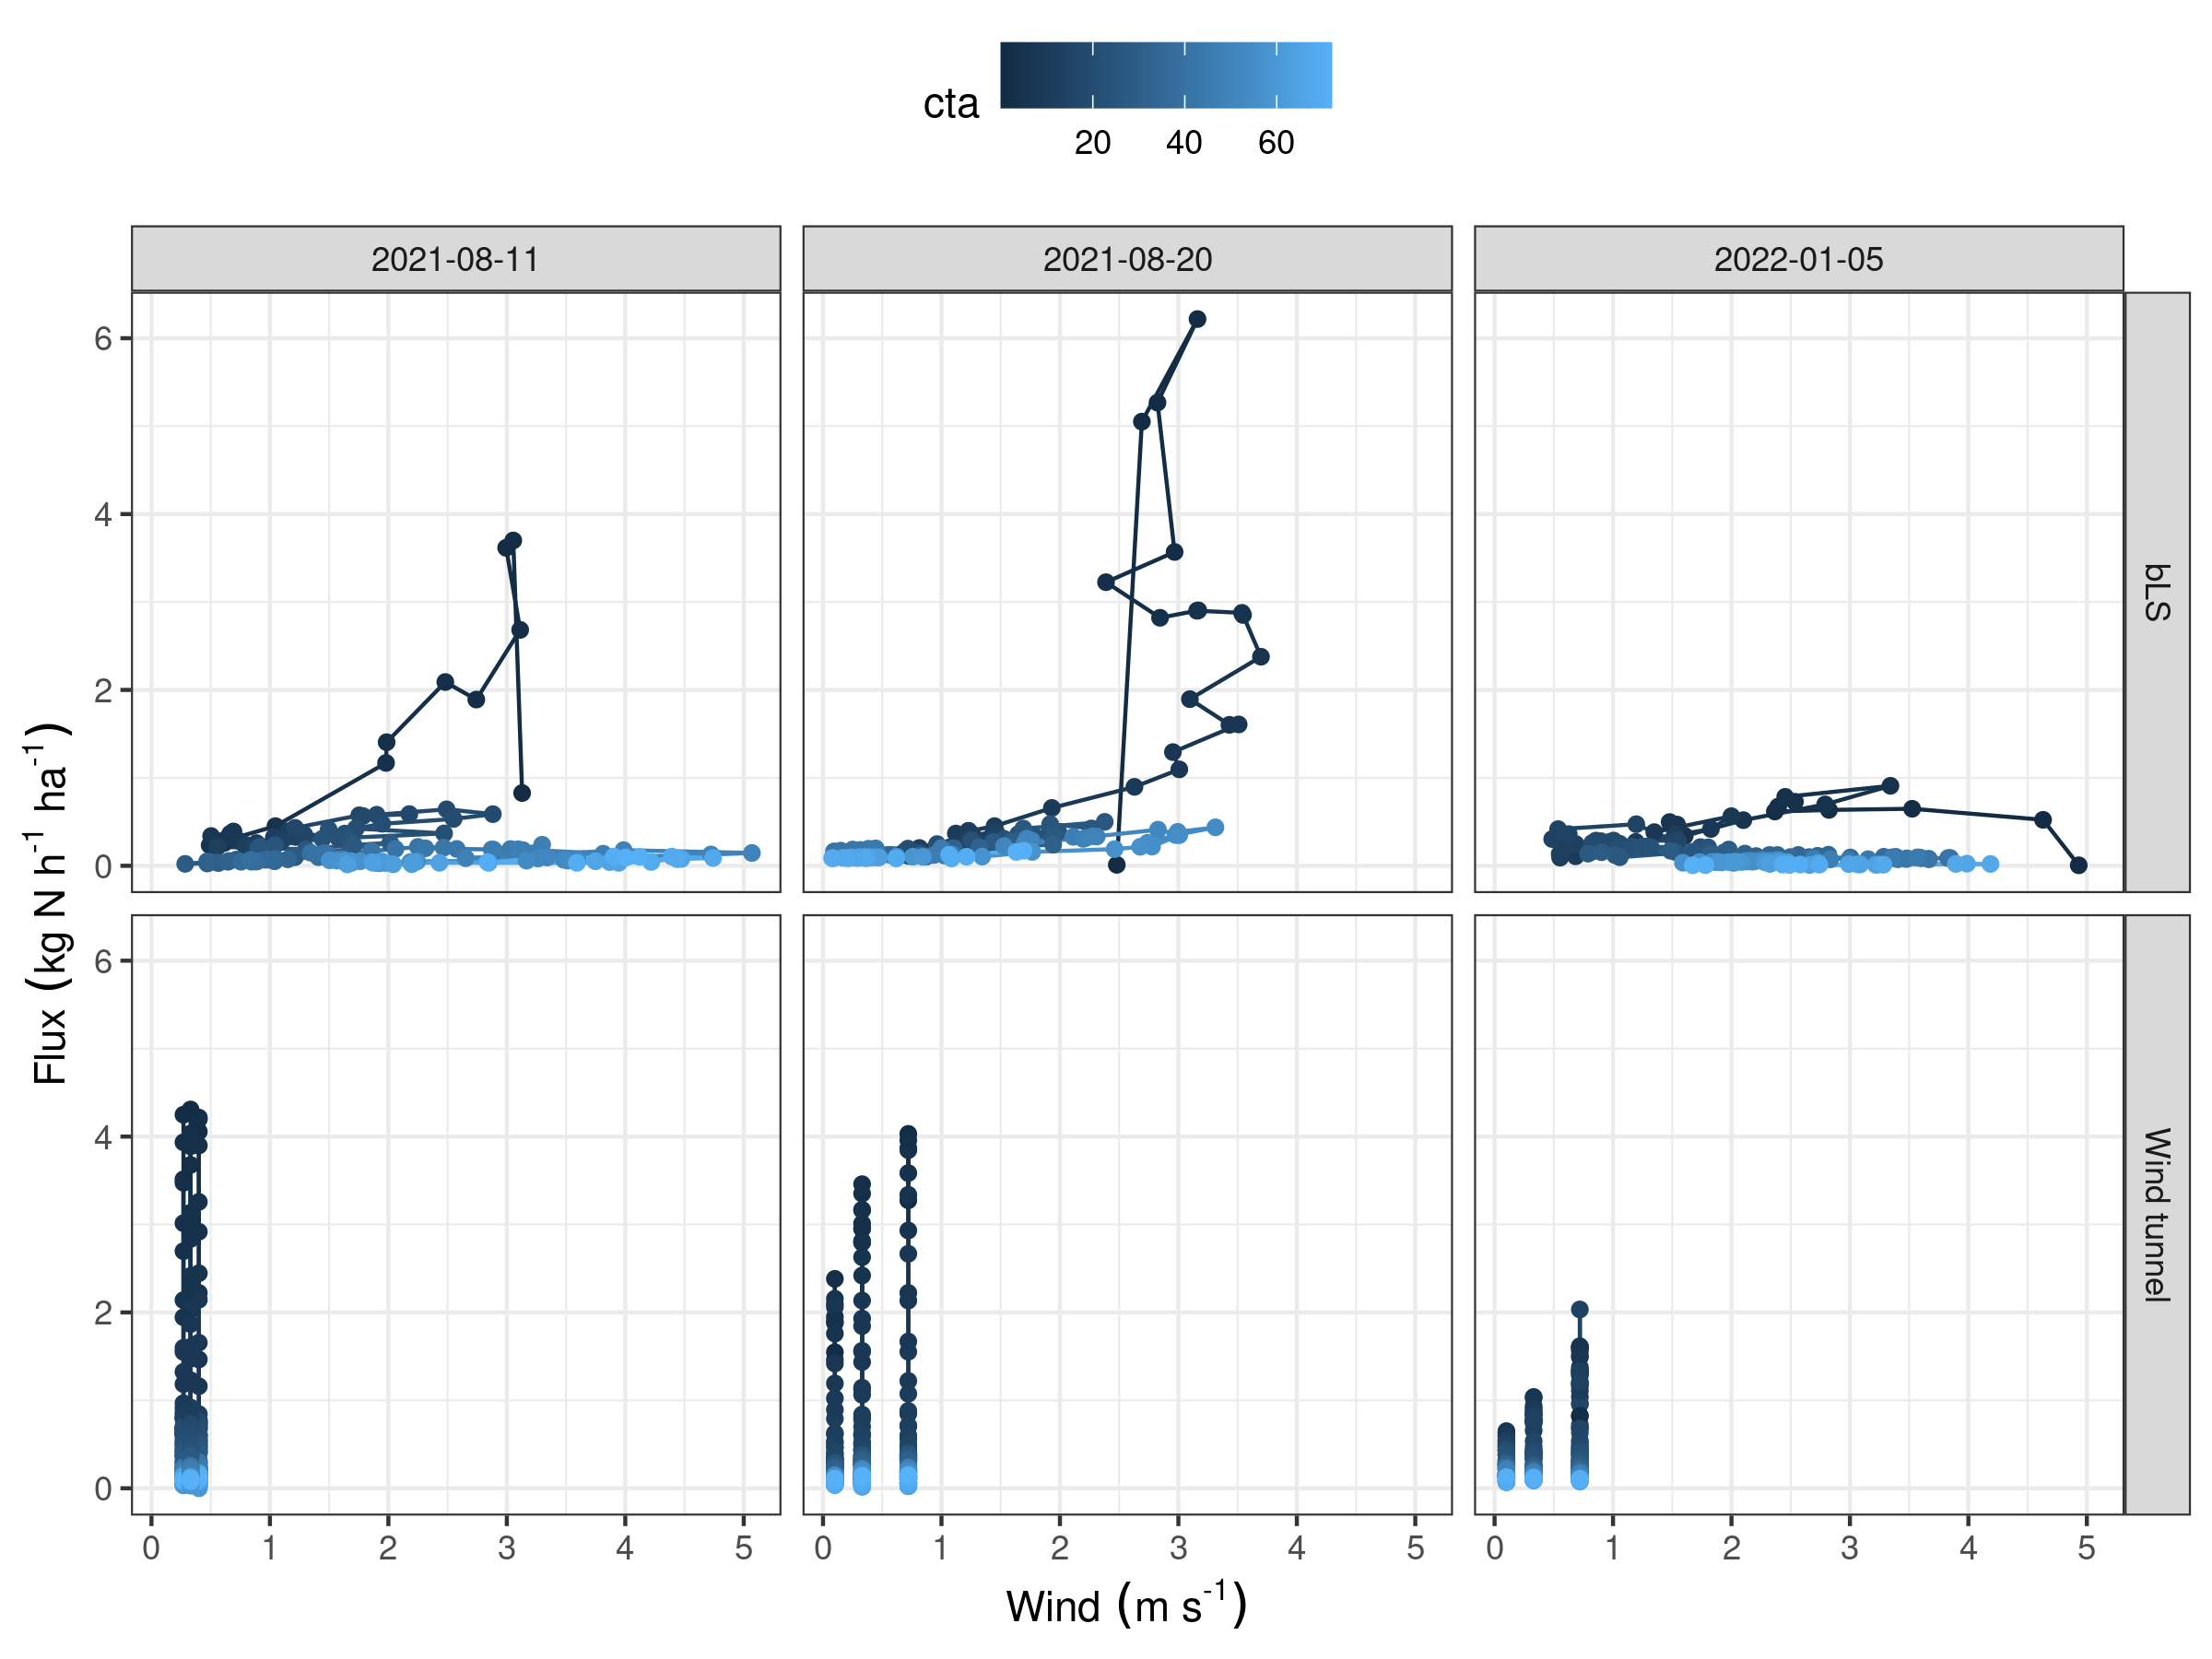 cta
20 40 60
2021-08-11 2021-08-20 2022-01-05
6
4
2
0
bLS
6
4
2
0
Wind tunnel
0 1 2 3 4 5 0 1 2 3 4 5 0 1 2 3 4 5
Wind (m s⁻¹)
Flux (kg N h⁻¹ ha⁻¹)